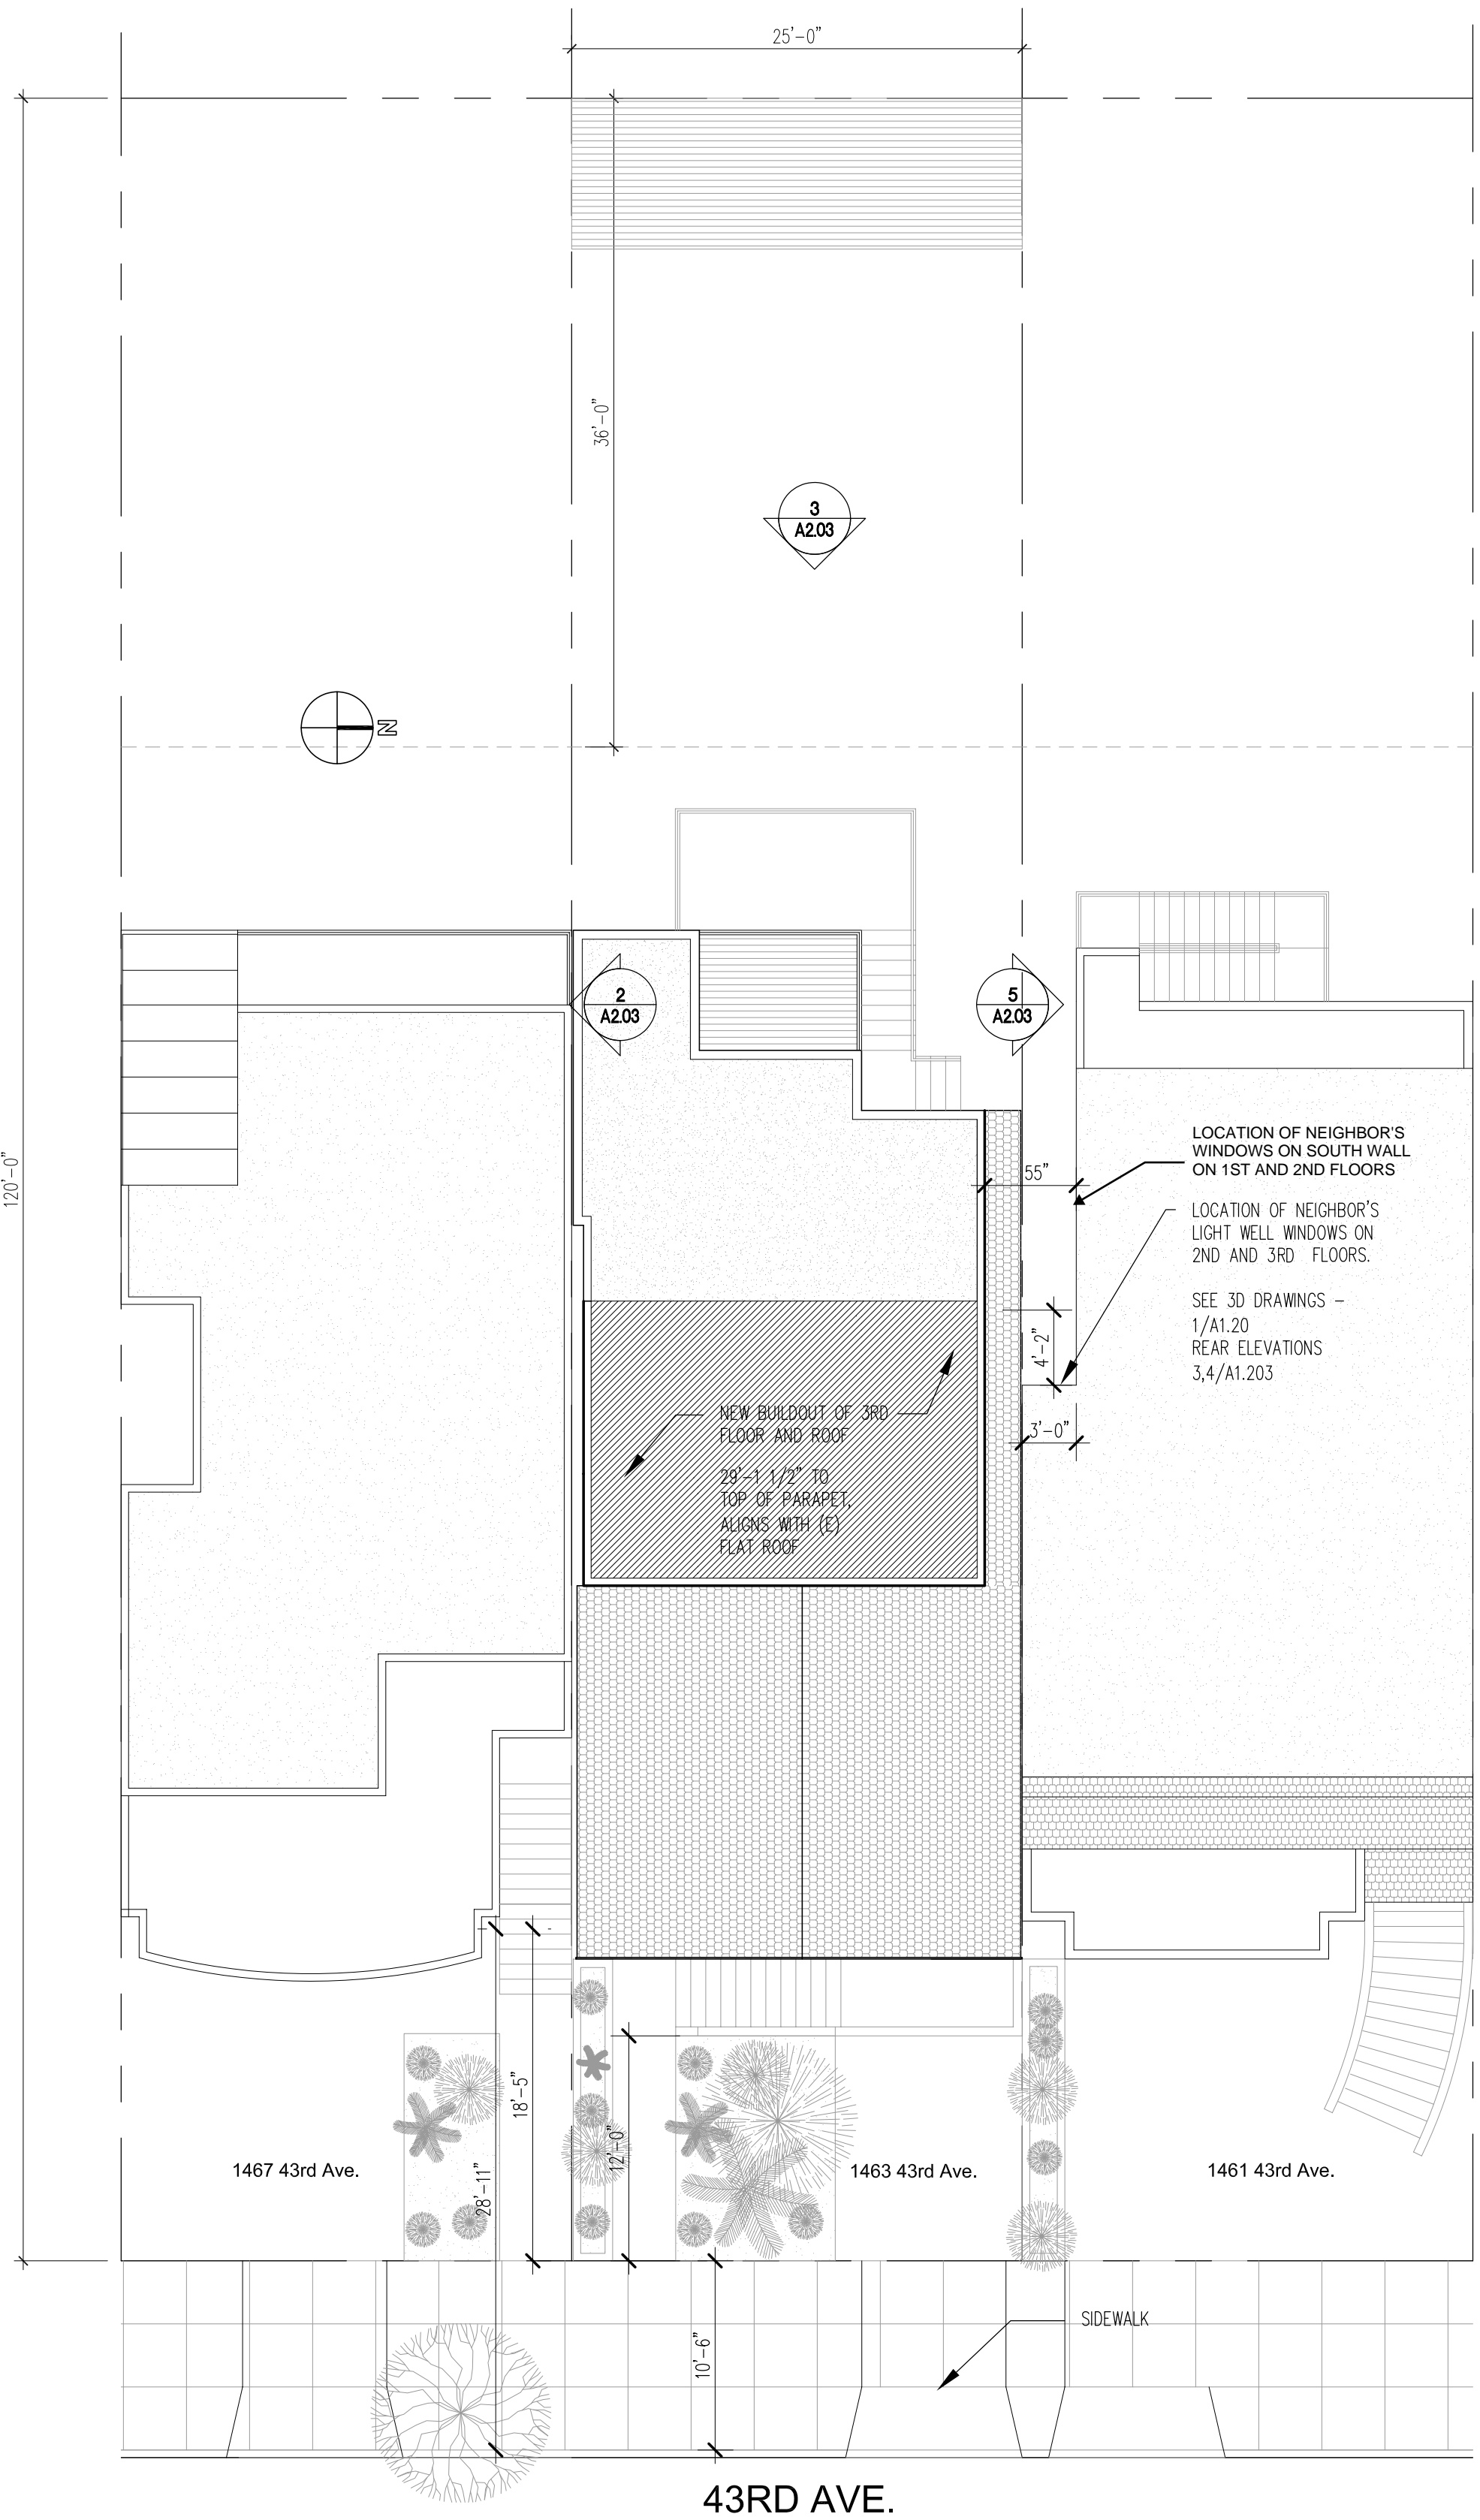 25'-0"
36'-0"
3
A2.03
N
2
A2.03
5
A2.03
120'-0"
55"
LOCATION OF NEIGHBOR'S
WINDOWS ON SOUTH WALL
ON 1ST AND 2ND FLOORS
LOCATION OF NEIGHBOR'S
LIGHT WELL WINDOWS ON
2ND AND 3RD FLOORS.
SEE 3D DRAWINGS -
1/A1.20
REAR ELEVATIONS
3,4/A1.203
4'-2"
3'-0"
NEW BUILDOUT OF 3RD
FLOOR AND ROOF
29'-1 1/2" TO
TOP OF PARAPET,
ALIGNS WITH (E)
FLAT ROOF
18'-5"
12'-0"
28'-11"
1467 43rd Ave.
1463 43rd Ave.
1461 43rd Ave.
SIDEWALK
10'-6"
43RD AVE.